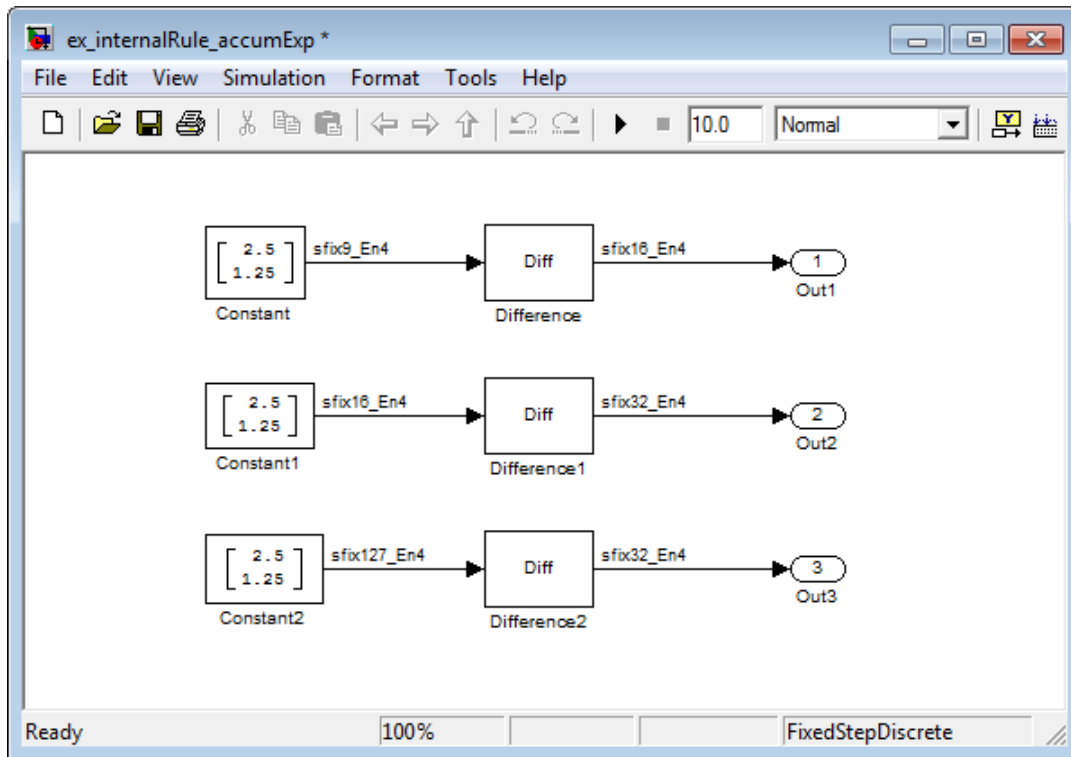 ex_internalRule_accumExp *
File Edit View Simulation Format Tools Help
10.0 Normal
2.5
1.25
sfix9_En4
Diff
sfix16_En4
1
Constant
Difference
Out1
2.5
1.25
sfix16_En4
Diff
sfix32_En4
2
Constant1
Difference1
Out2
2.5
1.25
sfix127_En4
Diff
sfix32_En4
3
Constant2
Difference2
Out3
Ready 100% FixedStepDiscrete